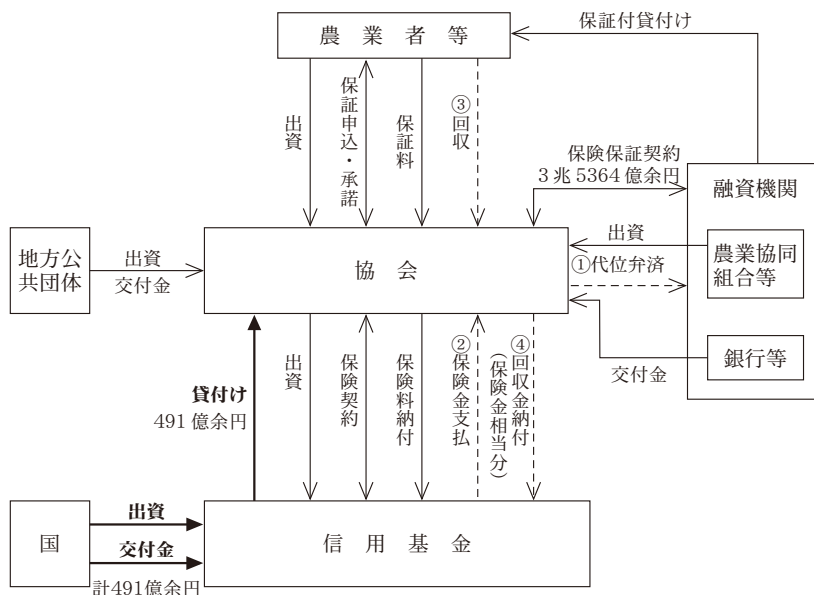 保証付貸付け
農業者等
出資
保証申込・承諾
保証料
③回収
保険保証契約
3兆5364億余円
融資機関
地方公
共団体
出資
交付金
協会
出資
①代位弁済
農業協同
組合等
交付金
銀行等
貸付け
491億余円
出資
保険契約
保険料納付
②保険金支払
④回収金納付
(保険金相当分)
国
出資
交付金
計491億余円
信用基金